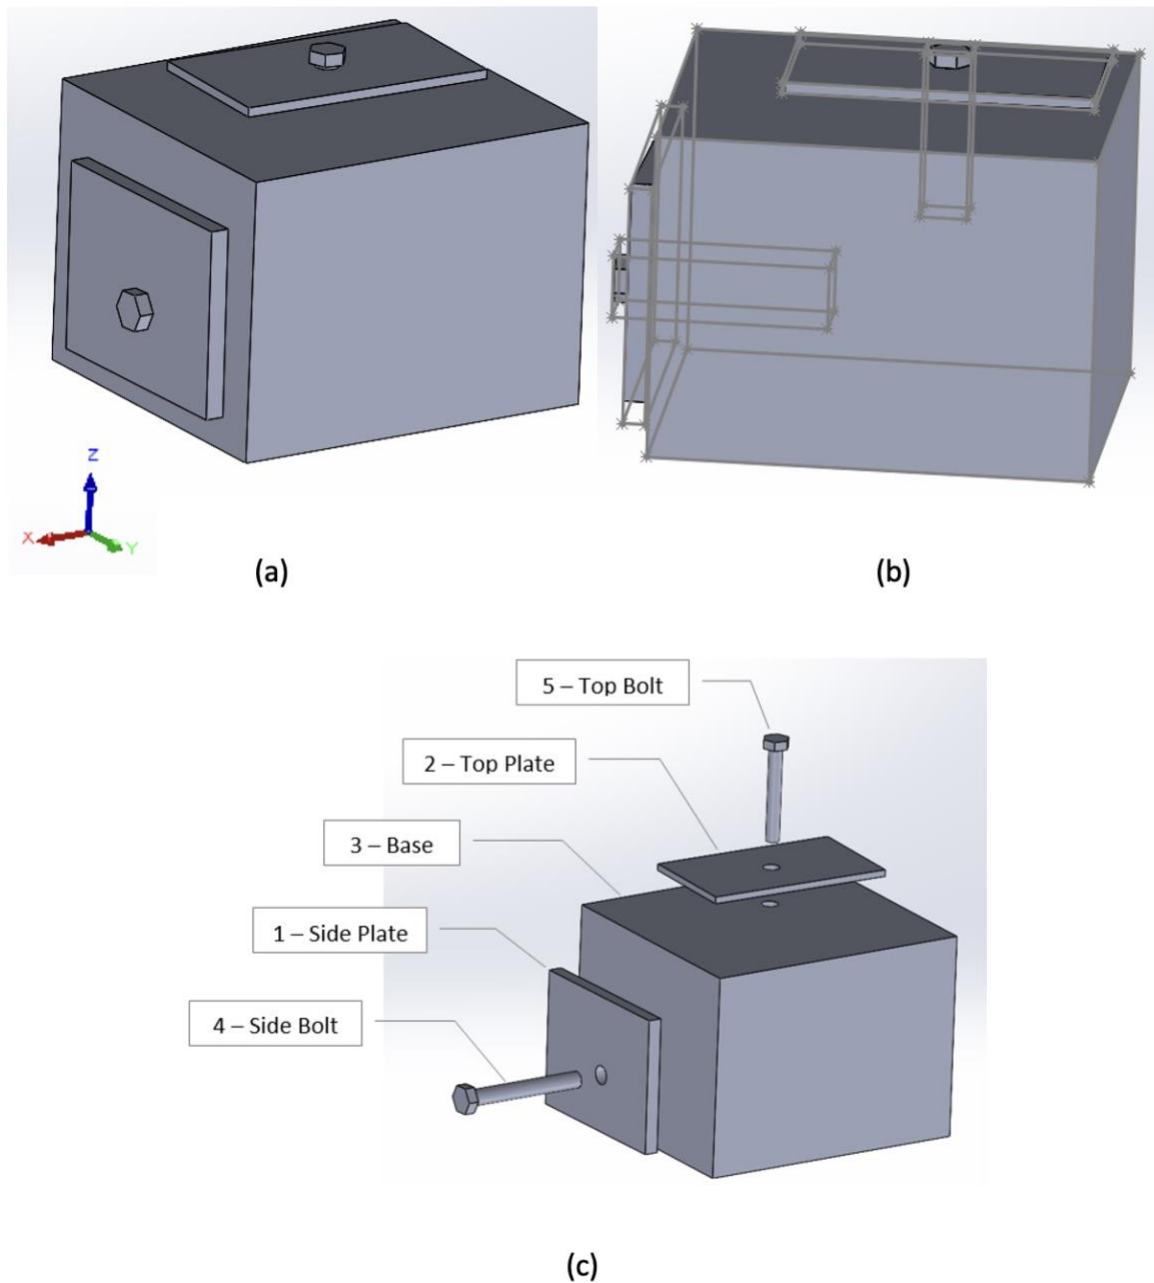 Z
X
Y
(a)
(b)
5 – Top Bolt
2 – Top Plate
3 – Base
1 – Side Plate
4 – Side Bolt
(c)